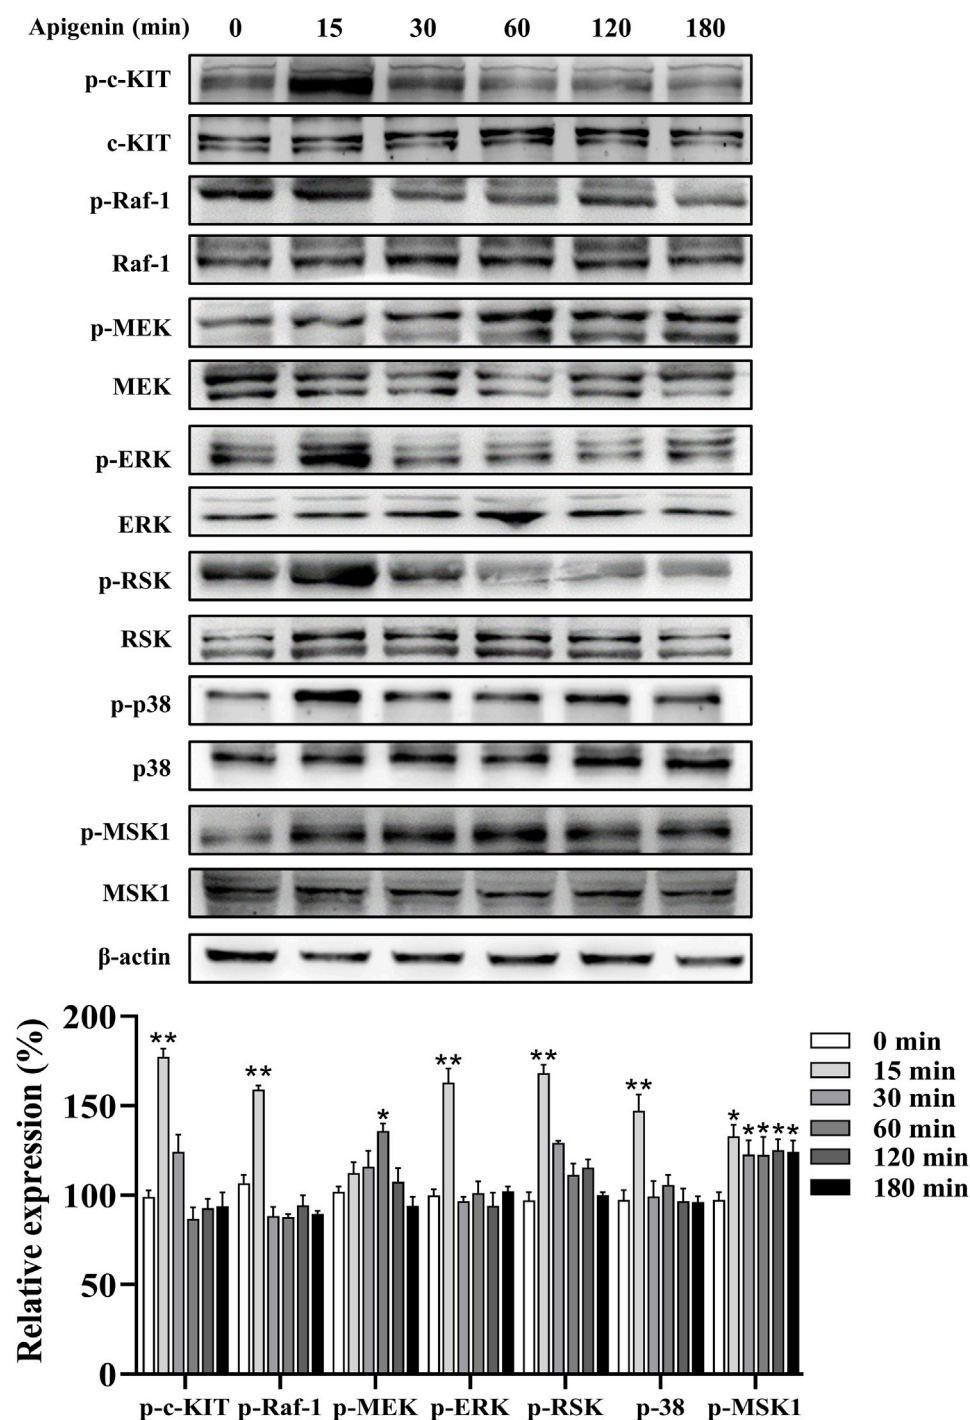 Apigenin (min) 0 15 30 60 120 180
p-c-KIT
c-KIT
p-Raf-1
Raf-1
p-MEK
MEK
p-ERK
ERK
p-RSK
RSK
p-p38
p38
p-MSK1
MSK1
β-actin
Relative expression (%)
200
150
100
50
0
**
**
*
**
**
**
* * * * *
p-c-KIT p-Raf-1 p-MEK p-ERK p-RSK p-38 p-MSK1
0 min
15 min
30 min
60 min
120 min
180 min